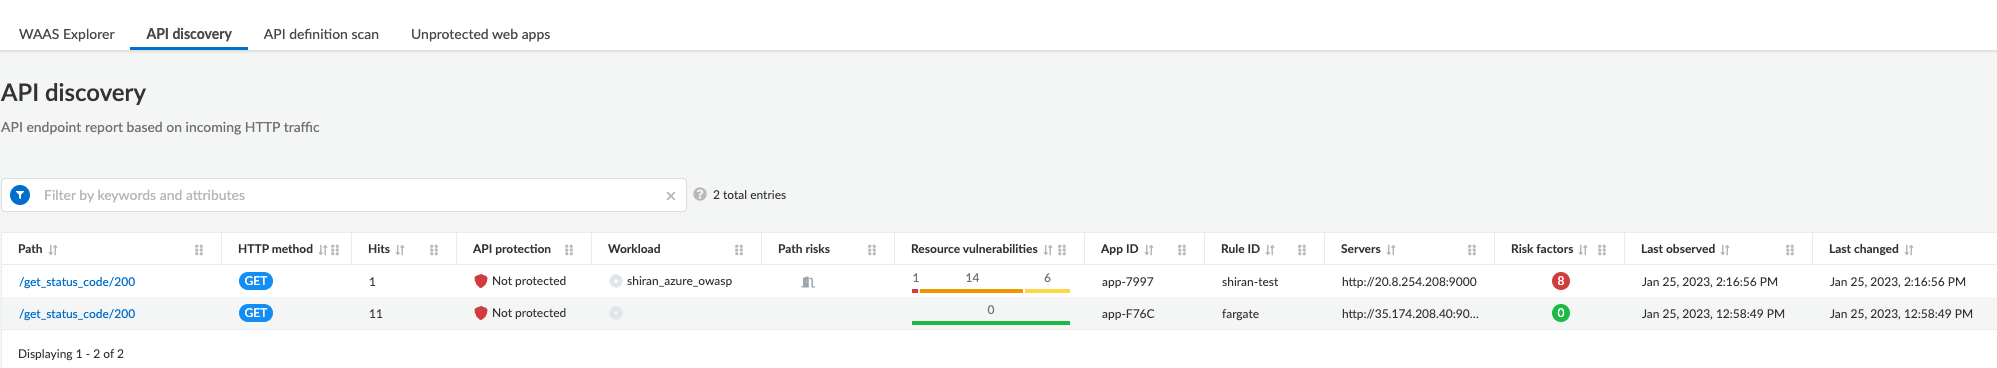 WAAS Explorer API discovery API definition scan Unprotected web apps
API discovery
API endpoint report based on incoming HTTP traffic
Filter by keywords and attributes × ? 2 total entries
Path HTTP method Hits API protection Workload Path risks Resource vulnerabilities App ID Rule ID Servers Risk factors Last observed Last changed
/get_status_code/200 GET 1 Not protected shiran_azure_owasp 1 14 6 app-7997 shiran-test http://20.8.254.208:9000 8 Jan 25, 2023, 2:16:56 PM Jan 25, 2023, 2:16:56 PM
/get_status_code/200 GET 11 Not protected 0 app-F76C fargate http://35.174.208.40:90... 0 Jan 25, 2023, 12:58:49 PM Jan 25, 2023, 12:58:49 PM
Displaying 1 - 2 of 2